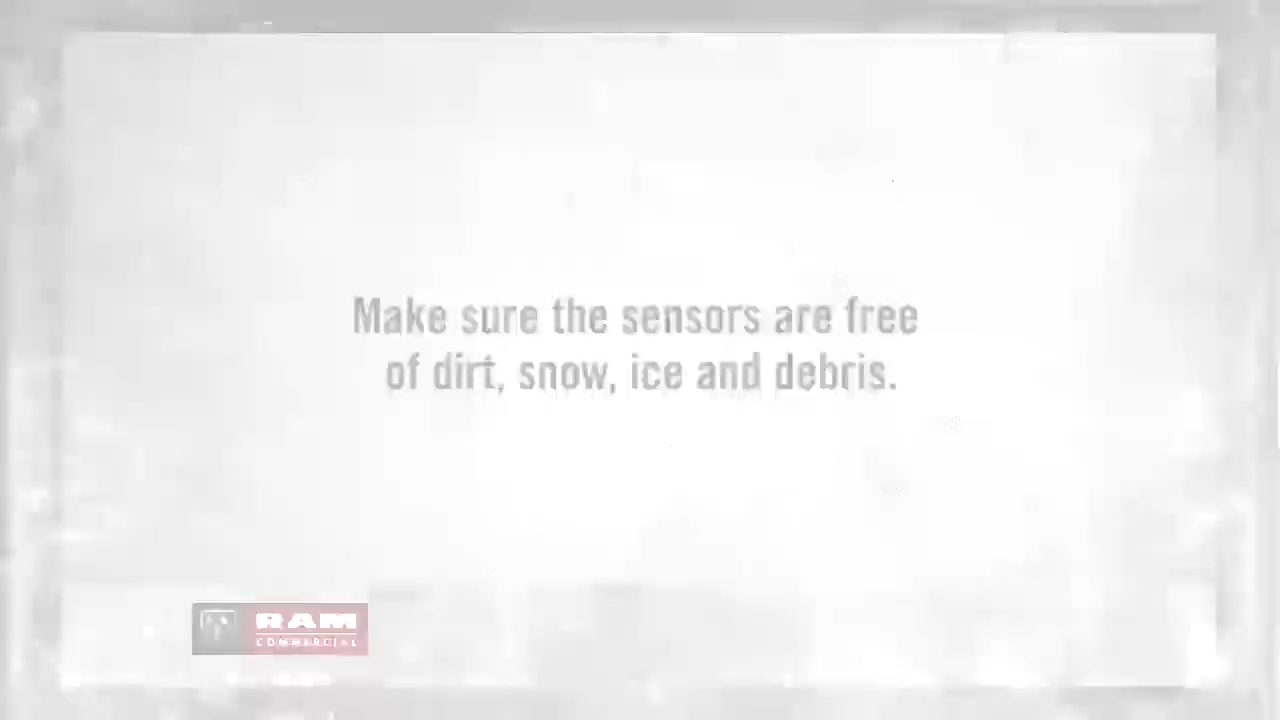 Make sure the sensors are free
of dirt, snow, ice and debris.
RAM
COMMERCIAL